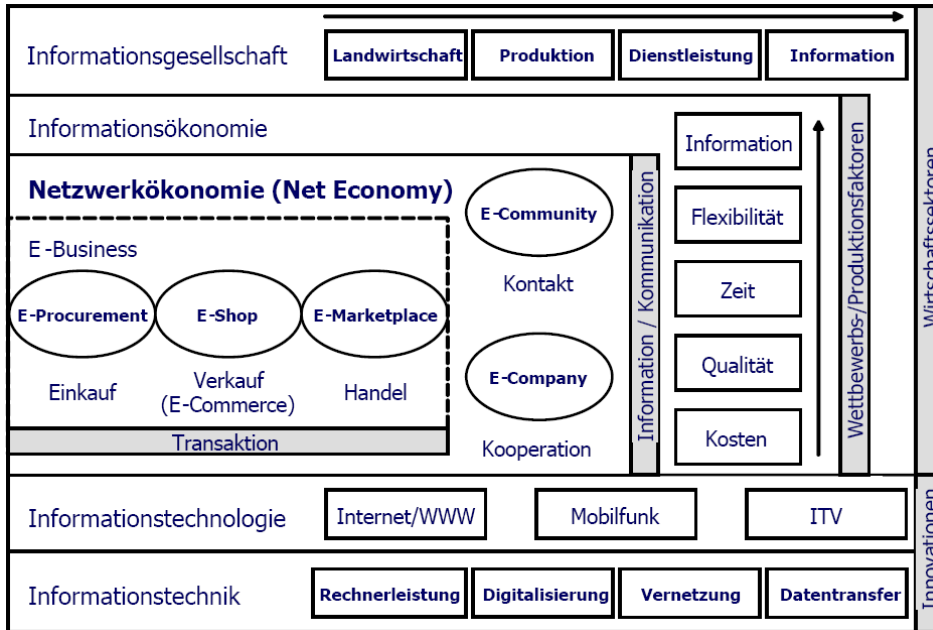 Informationsgesellschaft
Landwirtschaft
Produktion
Dienstleistung
Information
Informationsökonomie
Netzwerkökonomie (Net Economy)
E-Business
E-Procurement
E-Shop
E-Marketplace
Einkauf
Verkauf
(E-Commerce)
Handel
Transaktion
E-Community
Kontakt
E-Company
Kooperation
Information / Kommunikation
Information
Flexibilität
Zeit
Qualität
Kosten
Wettbewerbs-/Produktionsfaktoren
Wirtschaftssektoren
Informationstechnologie
Internet/WWW
Mobilfunk
ITV
Informationstechnik
Rechnerleistung
Digitalisierung
Vernetzung
Datentransfer
Innovationen